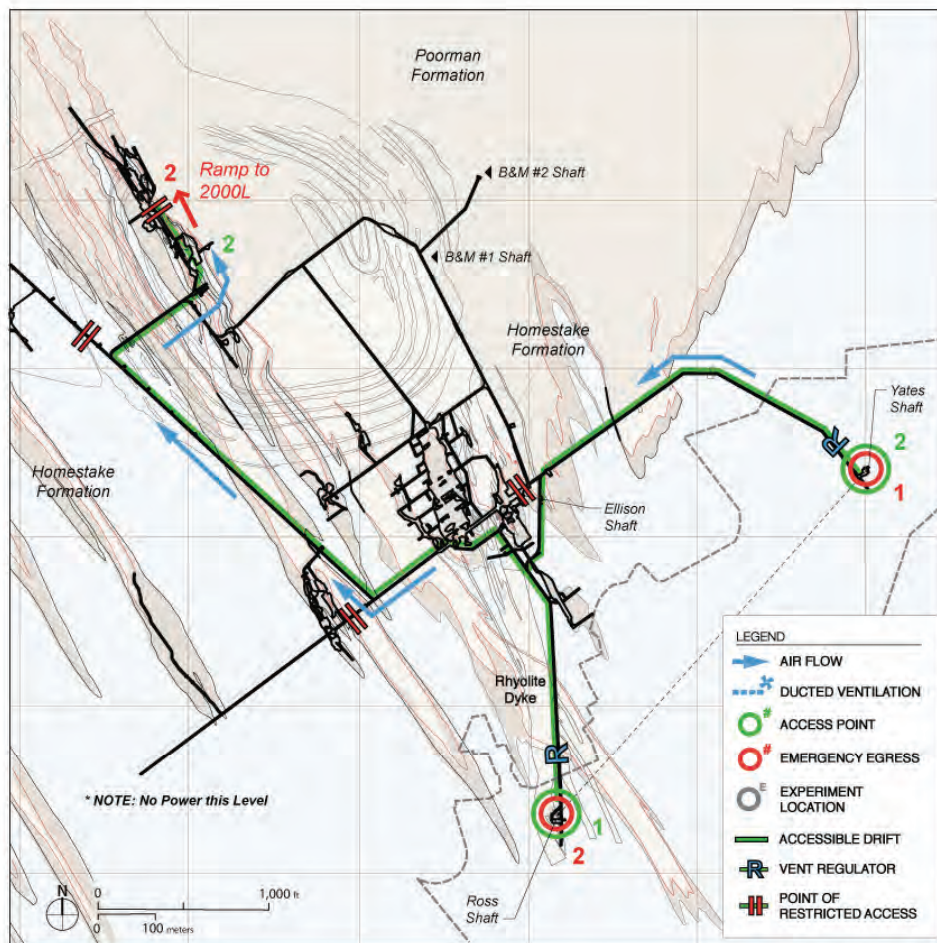 Poorman
Formation
2
Ramp to
2000L
B&M #2 Shaft
2
B&M #1 Shaft
Homestake
Formation
Yates
Shaft
R
2
1
Homestake
Formation
Ellison
Shaft
Rhyolite
Dyke
R
* NOTE: No Power this Level
1
2
Ross
Shaft
N
0
1,000 ft
0
100 meters
LEGEND
AIR FLOW
DUCTED VENTILATION
# ACCESS POINT
# EMERGENCY EGRESS
E EXPERIMENT
LOCATION
ACCESSIBLE DRIFT
R VENT REGULATOR
POINT OF
RESTRICTED ACCESS